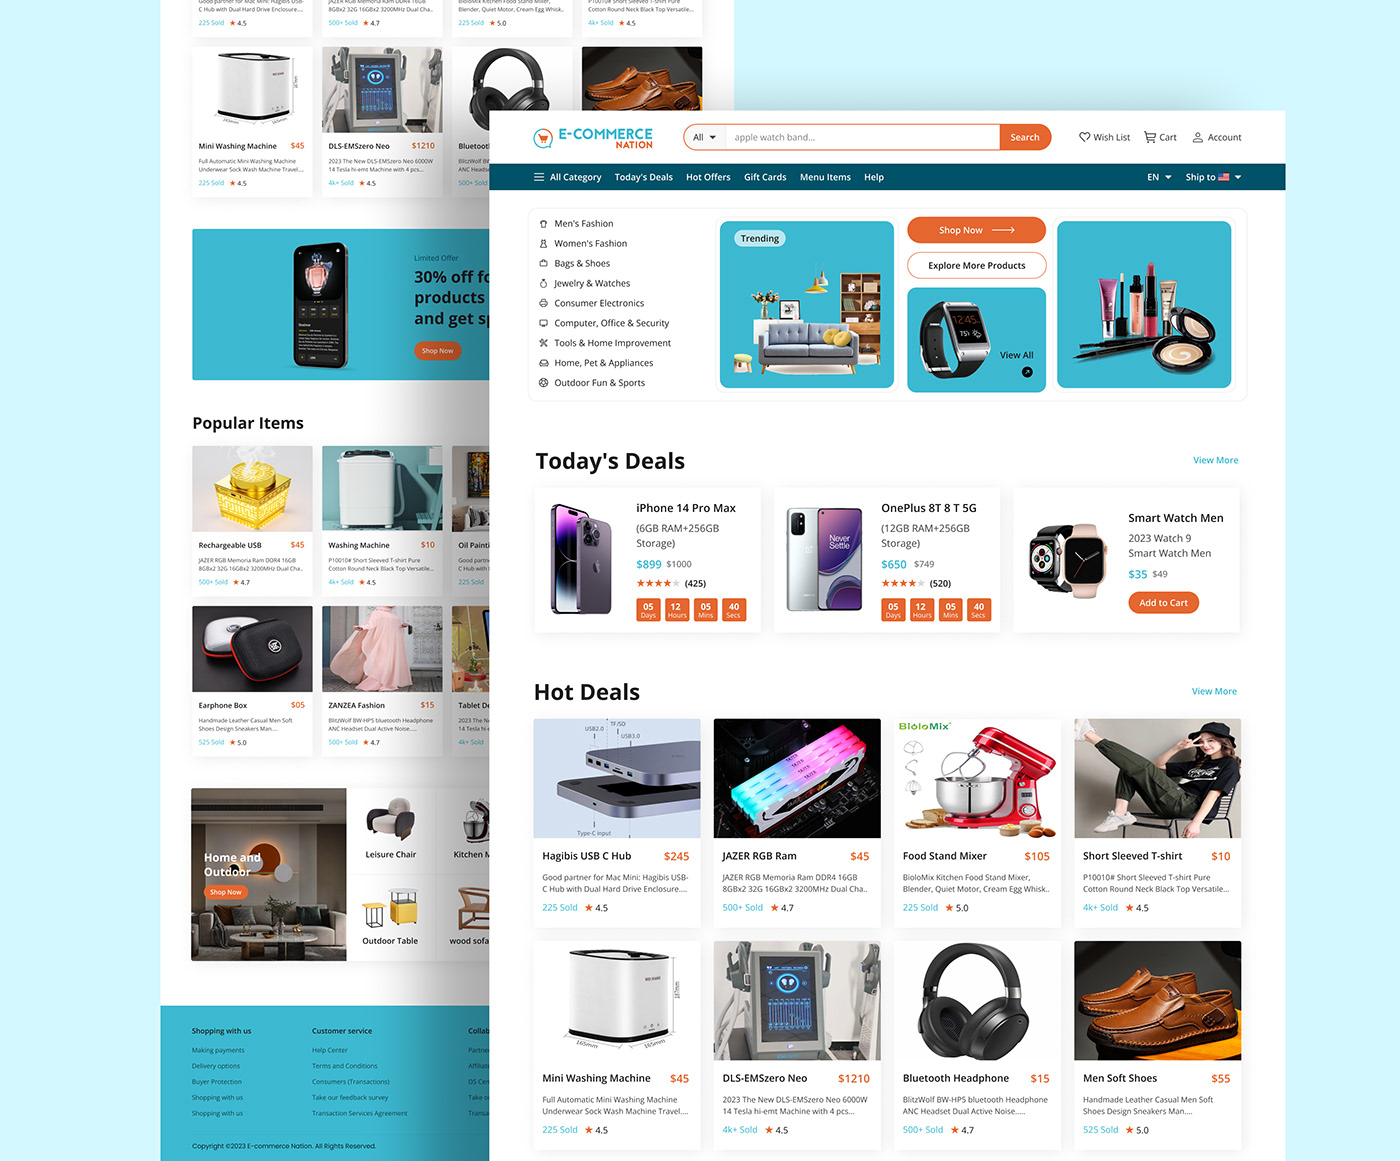 Good partner for Mac Mini: Hagibis USB-
C Hub with Dual Hard Drive Enclosure....
225 Sold ★ 4.5
JAZER RGB Memoria Ram DDR4 16GB
8GBx2 32G 16GBx2 3200MHz Dual Cha..
500+ Sold ★ 4.7
BioloMix Kitchen Food Stand Mixer,
Blender, Quiet Motor, Cream Egg Whisk..
225 Sold ★ 5.0
P10010# Short Sleeved T-shirt Pure
Cotton Round Neck Black Top Versatile...
4k+ Sold ★ 4.5
Mini Washing Machine $45
Full Automatic Mini Washing Machine
Underwear Sock Wash Machine Travel....
225 Sold ★ 4.5
DLS-EMSzero Neo $1210
2023 The New DLS-EMSzero Neo 6000W
14 Tesla hi-emt Machine with 4 pcs...
4k+ Sold ★ 4.5
Bluetoot
BlitzWolf
ANC Head
500+ Sold
Limited Offer
30% off fo
products
and get sp
Shop Now
Popular Items
Rechargeable USB $45
JAZER RGB Memoria Ram DDR4 16GB
8GBx2 32G 16GBx2 3200MHz Dual Cha..
500+ Sold ★ 4.7
Washing Machine $10
P10010# Short Sleeved T-shirt Pure
Cotton Round Neck Black Top Versatile...
4k+ Sold ★ 4.5
Oil Painti
Good partne
C Hub with D
225 Sold
Earphone Box $05
Handmade Leather Casual Men Soft
Shoes Design Sneakers Man....
525 Sold ★ 5.0
ZANZEA Fashion $15
BlitzWolf BW-HP5 bluetooth Headphone
ANC Headset Dual Active Noise.....
500+ Sold ★ 4.7
Tablet De
2023 The Ne
14 Tesla hi-e
4k+ Sold
Home and
Outdoor
Shop Now
Leisure Chair
Kitchen M
Outdoor Table
wood sofa
Shopping with us
Making payments
Delivery options
Buyer Protection
Shopping with us
Shopping with us
Customer service
Help Center
Terms and Conditions
Consumers (Transactions)
Take our feedback survey
Transaction Services Agreement
Collab
Partne
Affiliate
DS Cen
Take o
Transa
Copyright ©2023 E-commerce Nation. All Rights Reserved.
E-COMMERCE
NATION
All
apple watch band...
Search
Wish List
Cart
Account
All Category
Today's Deals
Hot Offers
Gift Cards
Menu Items
Help
EN
Ship to
Men's Fashion
Women's Fashion
Bags & Shoes
Jewelry & Watches
Consumer Electronics
Computer, Office & Security
Tools & Home Improvement
Home, Pet & Appliances
Outdoor Fun & Sports
Trending
Shop Now
Explore More Products
12:45
75°
View All
Today's Deals
View More
iPhone 14 Pro Max
(6GB RAM+256GB
Storage)
$899 $1000
★★★★★ (425)
05 12 05 40
Days Hours Mins Secs
Never
Settle
OnePlus 8T 8 T 5G
(12GB RAM+256GB
Storage)
$650 $749
★★★★★ (520)
05 12 05 40
Days Hours Mins Secs
Smart Watch Men
2023 Watch 9
Smart Watch Men
$35 $49
Add to Cart
Hot Deals
View More
USB2.0
TF/SD
USB3.0
Type-C input
Hagibis USB C Hub $245
Good partner for Mac Mini: Hagibis USB-
C Hub with Dual Hard Drive Enclosure....
225 Sold ★ 4.5
JAZER RGB Ram $45
JAZER RGB Memoria Ram DDR4 16GB
8GBx2 32G 16GBx2 3200MHz Dual Cha..
500+ Sold ★ 4.7
BioloMix
Food Stand Mixer $105
BioloMix Kitchen Food Stand Mixer,
Blender, Quiet Motor, Cream Egg Whisk..
225 Sold ★ 5.0
Short Sleeved T-shirt $10
P10010# Short Sleeved T-shirt Pure
Cotton Round Neck Black Top Versatile...
4k+ Sold ★ 4.5
187mm
165mm
165mm
Mini Washing Machine $45
Full Automatic Mini Washing Machine
Underwear Sock Wash Machine Travel....
225 Sold ★ 4.5
DLS-EMSzero Neo $1210
2023 The New DLS-EMSzero Neo 6000W
14 Tesla hi-emt Machine with 4 pcs...
4k+ Sold ★ 4.5
Bluetooth Headphone $15
BlitzWolf BW-HP5 bluetooth Headphone
ANC Headset Dual Active Noise.....
500+ Sold ★ 4.7
Men Soft Shoes $55
Handmade Leather Casual Men Soft
Shoes Design Sneakers Man....
525 Sold ★ 5.0